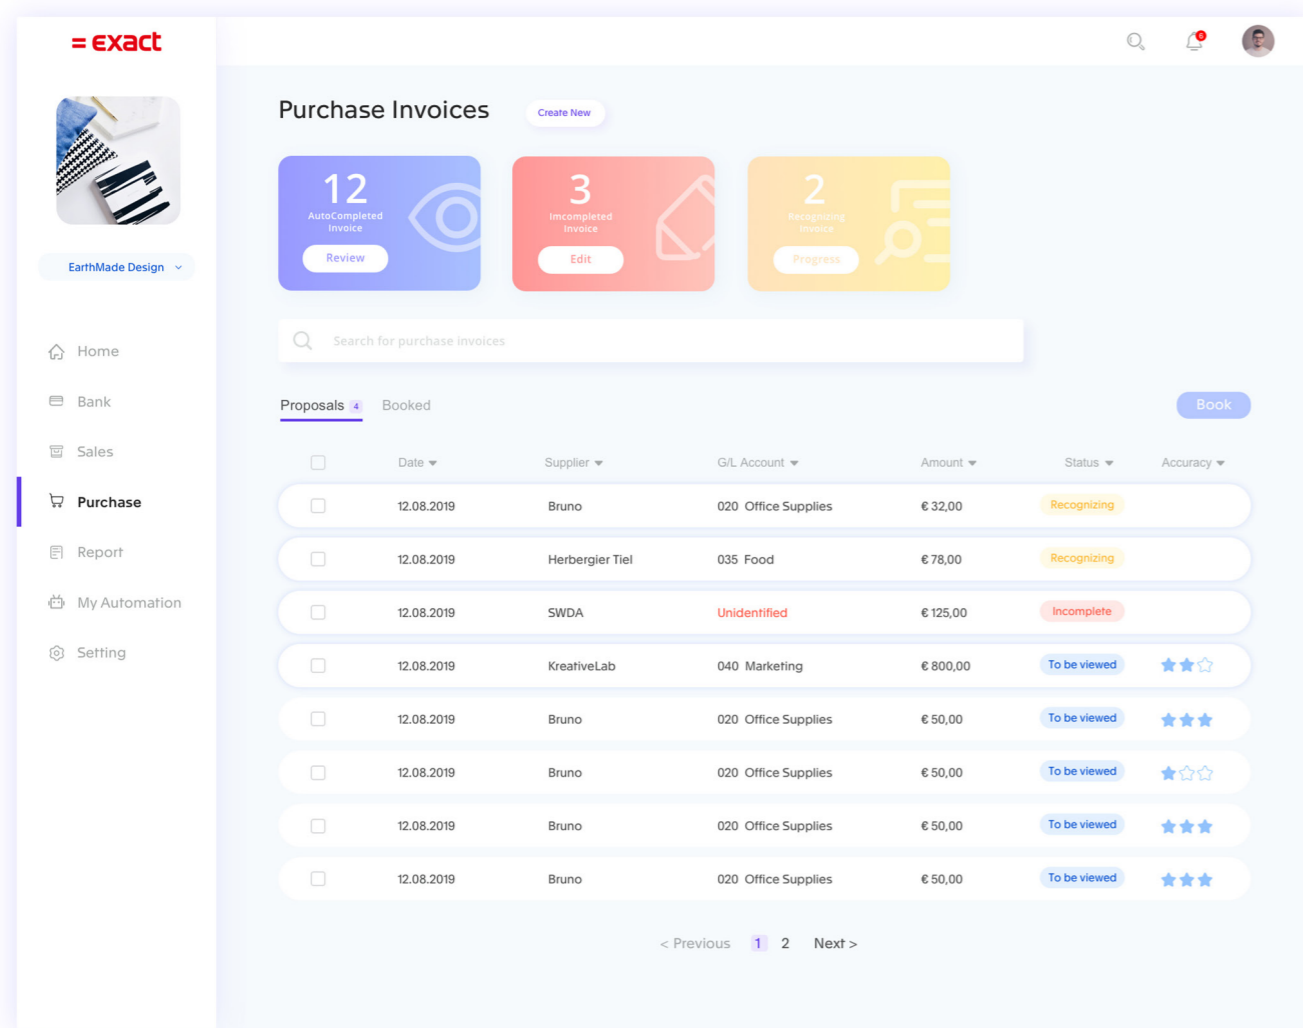 = exact
6
EarthMade Design
Home
Bank
Sales
Purchase
Report
My Automation
Setting
Purchase Invoices
Create New
12
AutoCompleted
Invoice
Review
3
Imcompleted
Invoice
Edit
2
Recognizing
Invoice
Progress
Search for purchase invoices
Proposals 4 Booked
Book
Date Supplier G/L Account Amount Status Accuracy
12.08.2019 Bruno 020 Office Supplies € 32,00 Recognizing
12.08.2019 Herbergier Tiel 035 Food € 78,00 Recognizing
12.08.2019 SWDA Unidentified € 125,00 Incomplete
12.08.2019 KreativeLab 040 Marketing € 800,00 To be viewed
12.08.2019 Bruno 020 Office Supplies € 50,00 To be viewed
12.08.2019 Bruno 020 Office Supplies € 50,00 To be viewed
12.08.2019 Bruno 020 Office Supplies € 50,00 To be viewed
12.08.2019 Bruno 020 Office Supplies € 50,00 To be viewed
< Previous 1 2 Next >